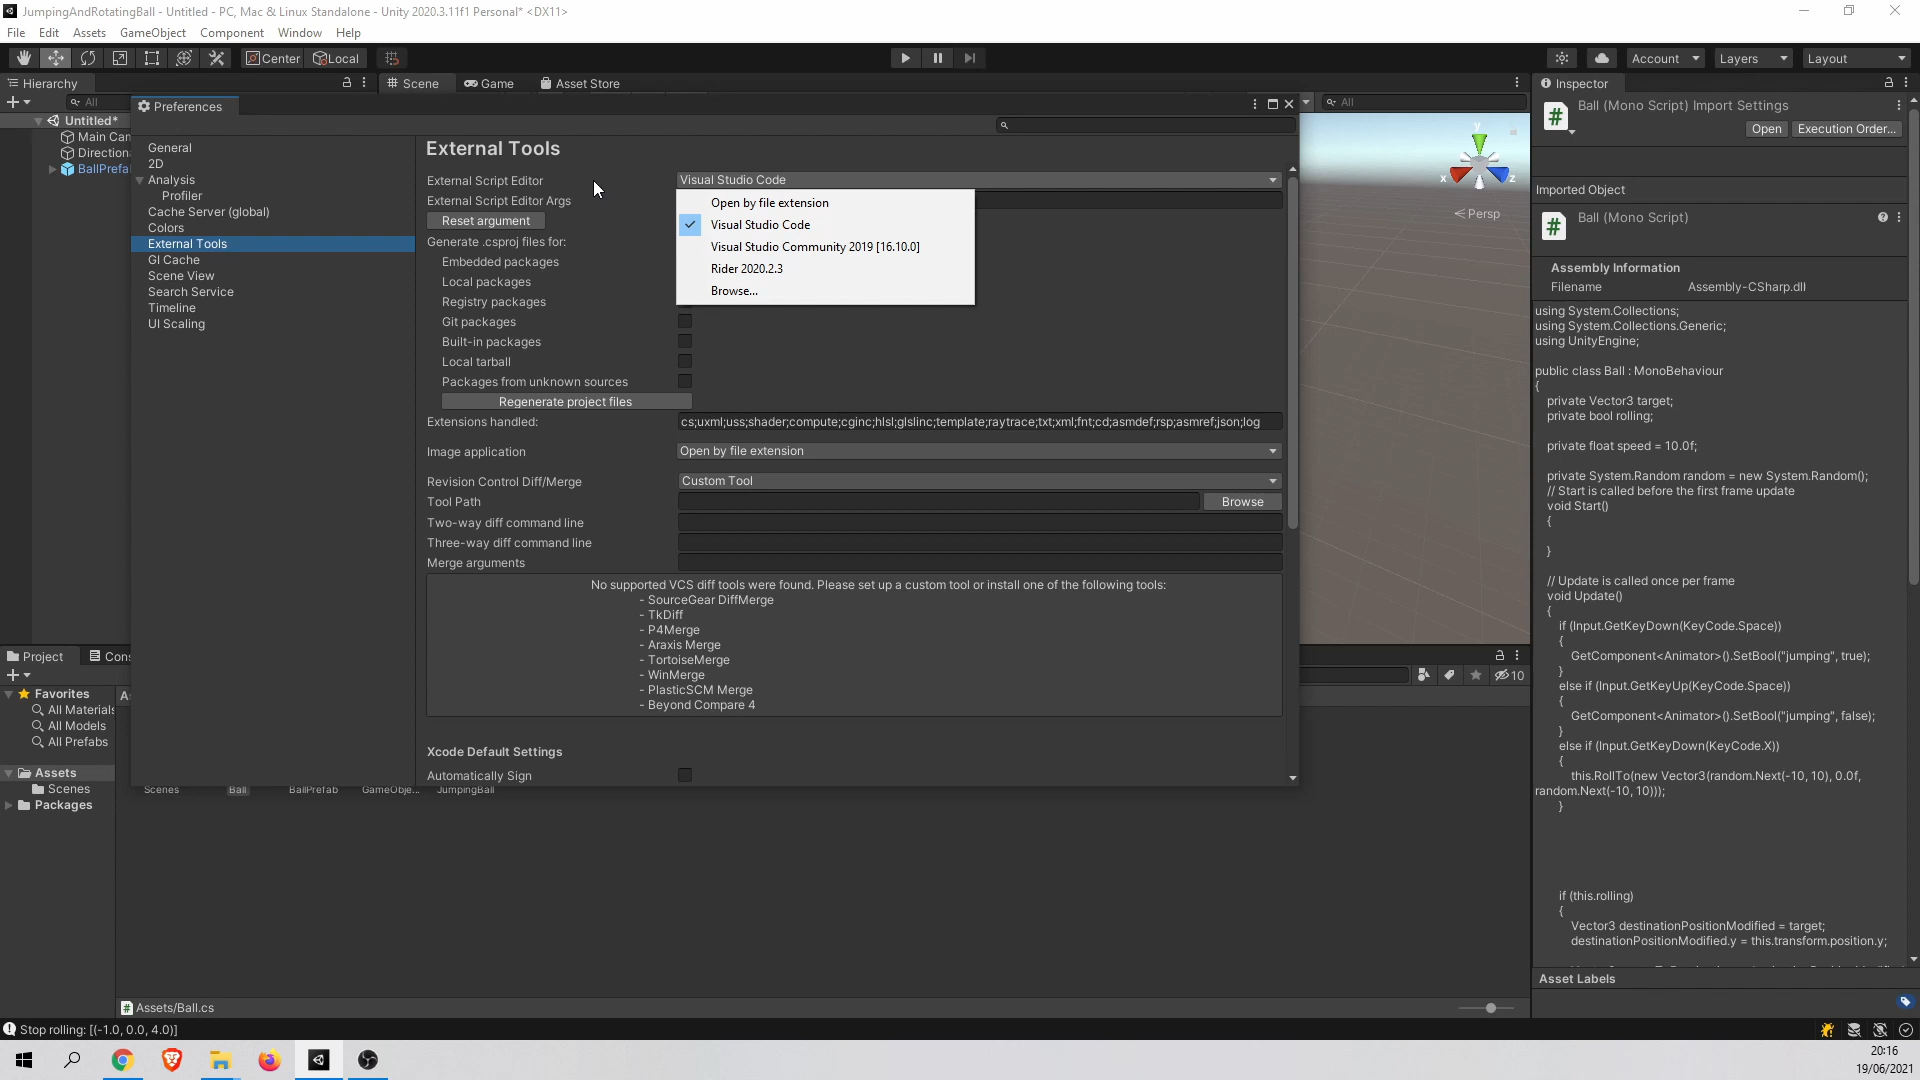 JumpingAndRotatingBall - Untitled - PC, Mac & Linux Standalone - Unity 2020.3.11f1 Personal* <DX11>
File Edit Assets GameObject Component Window Help
Center Local Account Layers Layout
Hierarchy Scene Game Asset Store Inspector
All
Preferences
All
Untitled*
Main Can
Direction
BallPrefa
General
2D
Analysis
Profiler
Cache Server (global)
Colors
External Tools
GI Cache
Scene View
Search Service
Timeline
UI Scaling
External Tools
External Script Editor Visual Studio Code
External Script Editor Args
Open by file extension
Visual Studio Code
Visual Studio Community 2019 [16.10.0]
Rider 2020.2.3
Browse...
Reset argument
Generate .csproj files for:
Embedded packages
Local packages
Registry packages
Git packages
Built-in packages
Local tarball
Packages from unknown sources
Regenerate project files
Extensions handled: cs;uxml;uss;shader;compute;cginc;hlsl;glslinc;template;raytrace;txt;xml;fnt;cd;asmdef;rsp;asmref;json;log
Image application Open by file extension
Revision Control Diff/Merge Custom Tool
Tool Path Browse
Two-way diff command line
Three-way diff command line
Merge arguments
No supported VCS diff tools were found. Please set up a custom tool or install one of the following tools:
- SourceGear DiffMerge
- TkDiff
- P4Merge
- Araxis Merge
- TortoiseMerge
- WinMerge
- PlasticSCM Merge
- Beyond Compare 4
Xcode Default Settings
Automatically Sign
y
x z
Persp
Ball (Mono Script) Import Settings
Open Execution Order...
Imported Object
Ball (Mono Script)
Assembly Information
Filename Assembly-CSharp.dll
using System.Collections;
using System.Collections.Generic;
using UnityEngine;
public class Ball : MonoBehaviour
{
private Vector3 target;
private bool rolling;
private float speed = 10.0f;
private System.Random random = new System.Random();
// Start is called before the first frame update
void Start()
{
}
// Update is called once per frame
void Update()
{
if (Input.GetKeyDown(KeyCode.Space))
{
GetComponent<Animator>().SetBool("jumping", true);
}
else if (Input.GetKeyUp(KeyCode.Space))
{
GetComponent<Animator>().SetBool("jumping", false);
}
else if (Input.GetKeyDown(KeyCode.X))
{
this.RollTo(new Vector3(random.Next(-10, 10), 0.0f,
random.Next(-10, 10)));
}
if (this.rolling)
{
Vector3 destinationPositionModified = target;
destinationPositionModified.y = this.transform.position.y;
Asset Labels
Project Cons
10
Favorites
All Materials
All Models
All Prefabs
Assets
Scenes
Packages
A
Scenes Ball BallPrefab GameObje... JumpingBall
Assets/Ball.cs
Stop rolling: [(-1.0, 0.0, 4.0)]
20:16
19/06/2021